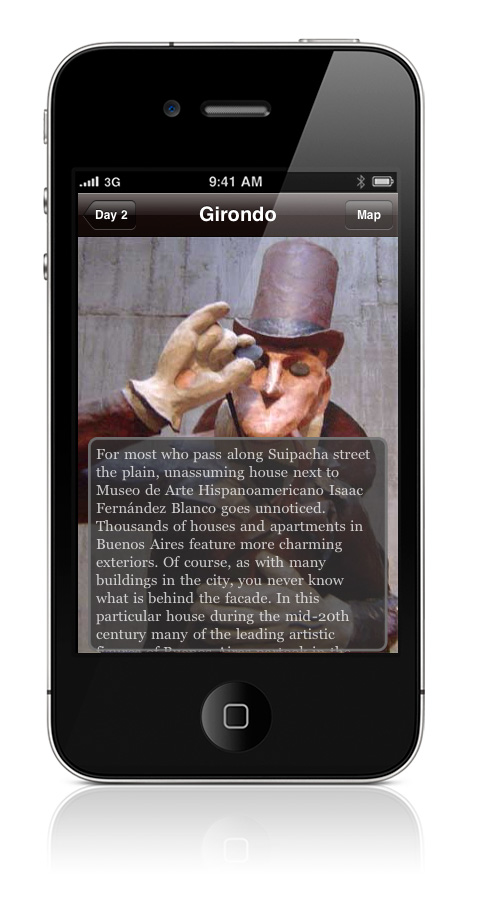 3G
9:41 AM
Day 2
Girondo
Map
For most who pass along Suipacha street
the plain, unassuming house next to
Museo de Arte Hispanoamericano Isaac
Fernández Blanco goes unnoticed.
Thousands of houses and apartments in
Buenos Aires feature more charming
exteriors. Of course, as with many
buildings in the city, you never know
what is behind the facade. In this
particular house during the mid-20th
century many of the leading artistic